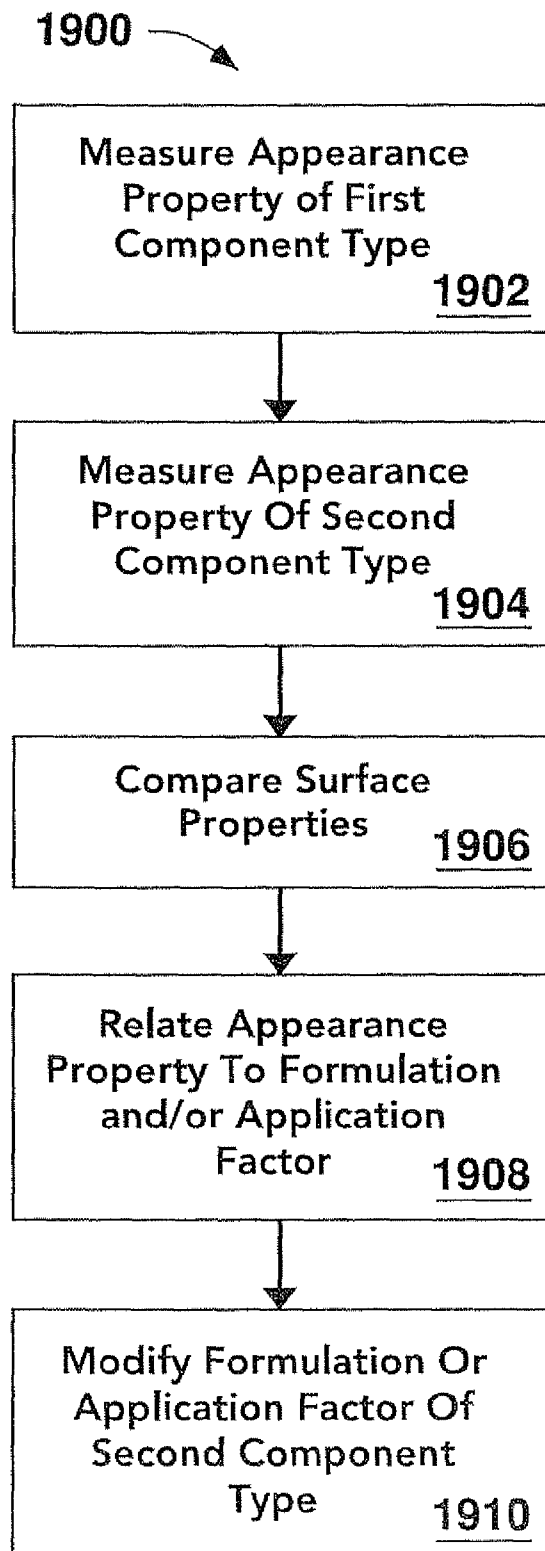 1900
Measure Appearance
Property of First
Component Type
1902
Measure Appearance
Property Of Second
Component Type
1904
Compare Surface
Properties
1906
Relate Appearance
Property To Formulation
and/or Application
Factor
1908
Modify Formulation Or
Application Factor Of
Second Component
Type
1910